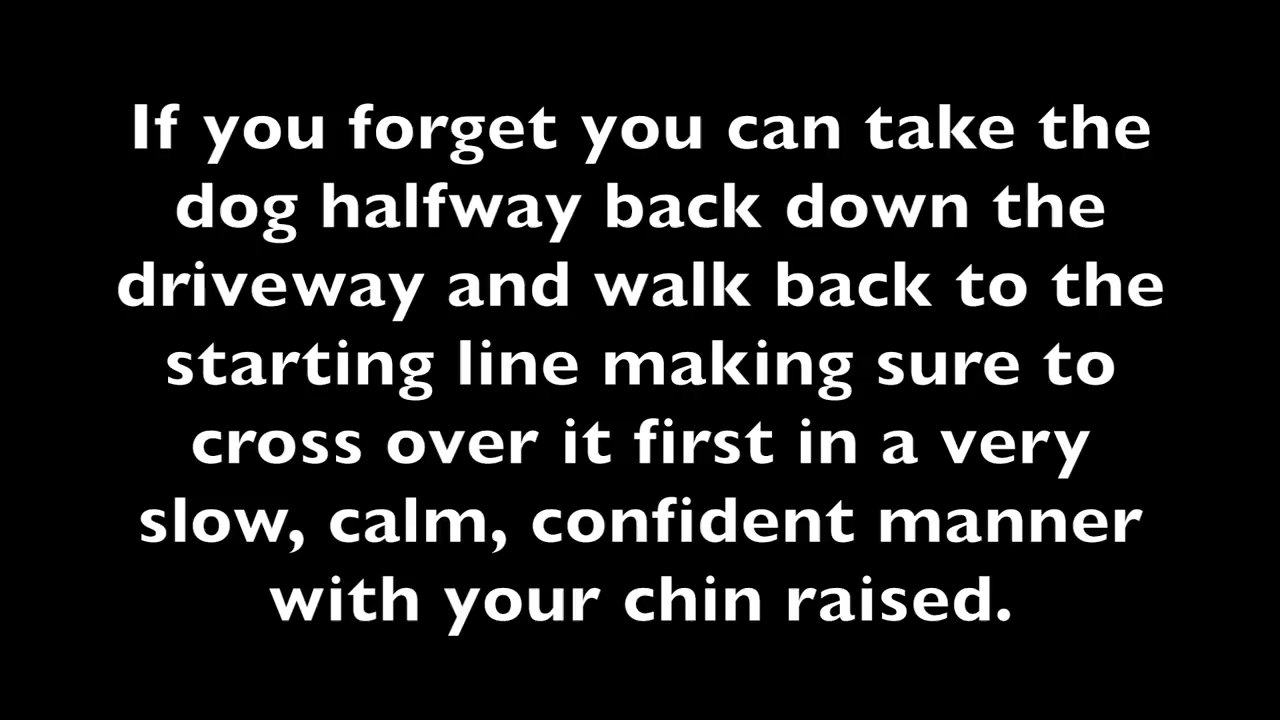 If you forget you can take the
dog halfway back down the
driveway and walk back to the
starting line making sure to
cross over it first in a very
slow, calm, confident manner
with your chin raised.